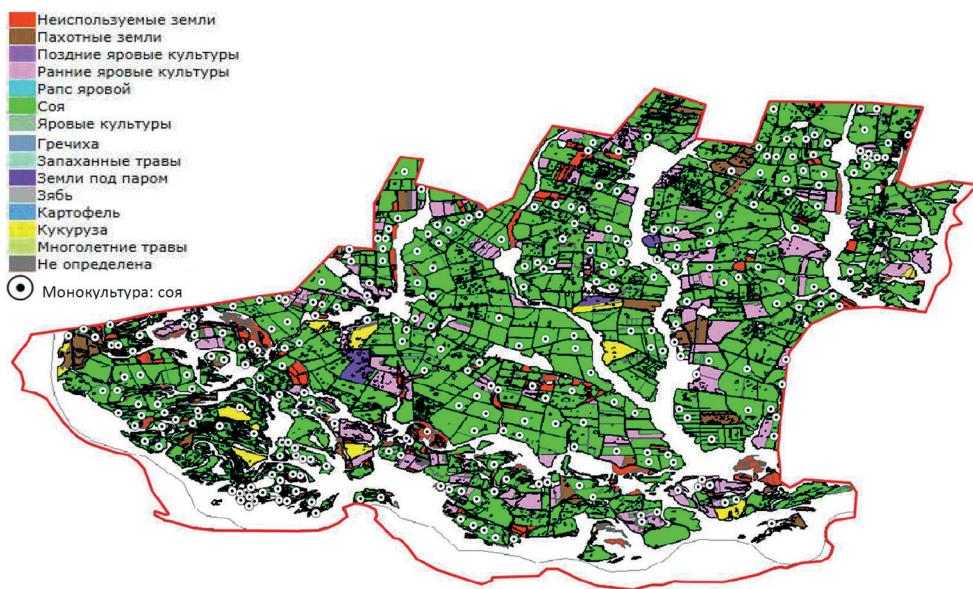 Неиспользуемые земли
Пахотные земли
Поздние яровые культуры
Ранние яровые культуры
Рапс яровой
Соя
Яровые культуры
Гречиха
Запаханные травы
Земли под паром
Зябь
Картофель
Кукуруза
Многолетние травы
Не определена
Монокультура: соя